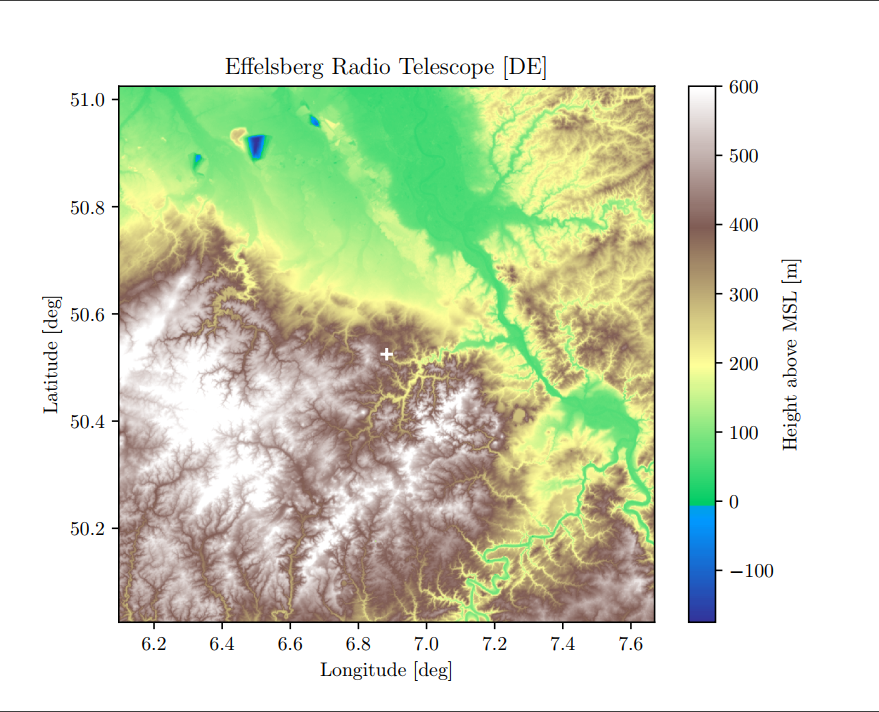 Effelsberg Radio Telescope [DE]
51.0
50.8
50.6
50.4
50.2
Latitude [deg]
6.2 6.4 6.6 6.8 7.0 7.2 7.4 7.6
Longitude [deg]
600
500
400
300
200
100
0
−100
Height above MSL [m]